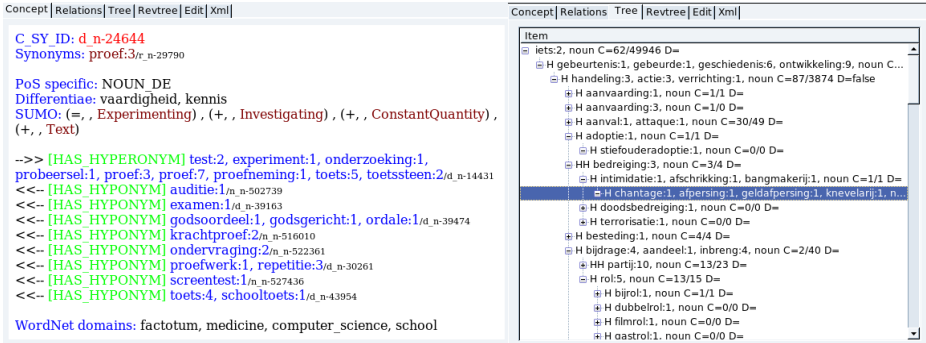 Concept Relations Tree Revtree Edit Xml
C_SY_ID: d_n-24644
Synonyms: proef:3/r_n-29790
PoS specific: NOUN_DE
Differentiae: vaardigheid, kennis
SUMO: (=, , Experimenting) , (+, , Investigating) , (+, , ConstantQuantity) ,
(+, , Text)
-->> [HAS_HYPERONYM] test:2, experiment:1, onderzoeking:1,
probeersel:1, proef:3, proef:7, proefneming:1, toets:5, toetssteen:2/d_n-14431
<<-- [HAS_HYPONYM] auditie:1/n_n-502739
<<-- [HAS_HYPONYM] examen:1/d_n-39163
<<-- [HAS_HYPONYM] godsoordeel:1, godsgericht:1, ordale:1/d_n-39474
<<-- [HAS_HYPONYM] krachtproef:2/n_n-516010
<<-- [HAS_HYPONYM] ondervraging:2/n_n-522361
<<-- [HAS_HYPONYM] proefwerk:1, repetitie:3/d_n-30261
<<-- [HAS_HYPONYM] screentest:1/n_n-527436
<<-- [HAS_HYPONYM] toets:4, schooltoets:1/d_n-43954
WordNet domains: factotum, medicine, computer_science, school
Concept Relations Tree Revtree Edit Xml
Item
iets:2, noun C=62/49946 D=
H gebeurtenis:1, gebeurde:1, geschiedenis:6, ontwikkeling:9, noun C...
H handeling:3, actie:3, verrichting:1, noun C=87/3874 D=false
H aanvaarding:1, noun C=1/1 D=
H aanvaarding:3, noun C=1/0 D=
H aanval:1, attaque:1, noun C=30/49 D=
H adoptie:1, noun C=1/1 D=
H stiefouderadoptie:1, noun C=0/0 D=
HH bedreiging:3, noun C=3/4 D=
H intimidatie:1, afschrikking:1, bangmakerij:1, noun C=1/1 D=
H chantage:1, afpersing:1, geldafpersing:1, knevelarij:1, n...
H doodsbedreiging:1, noun C=0/0 D=
H terrorisatie:1, noun C=0/0 D=
H besteding:1, noun C=4/4 D=
H bijdrage:4, aandeel:1, inbreng:4, noun C=2/40 D=
HH partij:10, noun C=13/23 D=
H rol:5, noun C=13/15 D=
H bijrol:1, noun C=1/1 D=
H dubbelrol:1, noun C=0/0 D=
H filmrol:1, noun C=0/0 D=
H gastrol:1, noun C=0/0 D=